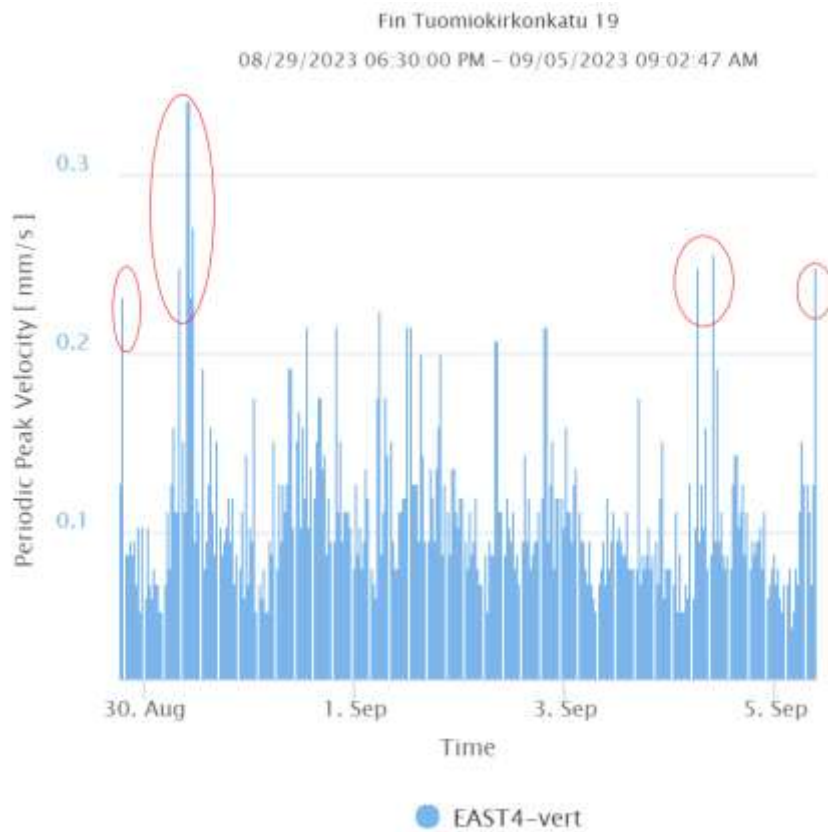 Fin Tuomiokirkonkatu 19
08/29/2023 06:30:00 PM - 09/05/2023 09:02:47 AM
Periodic Peak Velocity [ mm/s ]
0.3
0.2
0.1
30. Aug
1. Sep
3. Sep
5. Sep
Time
EAST4-vert